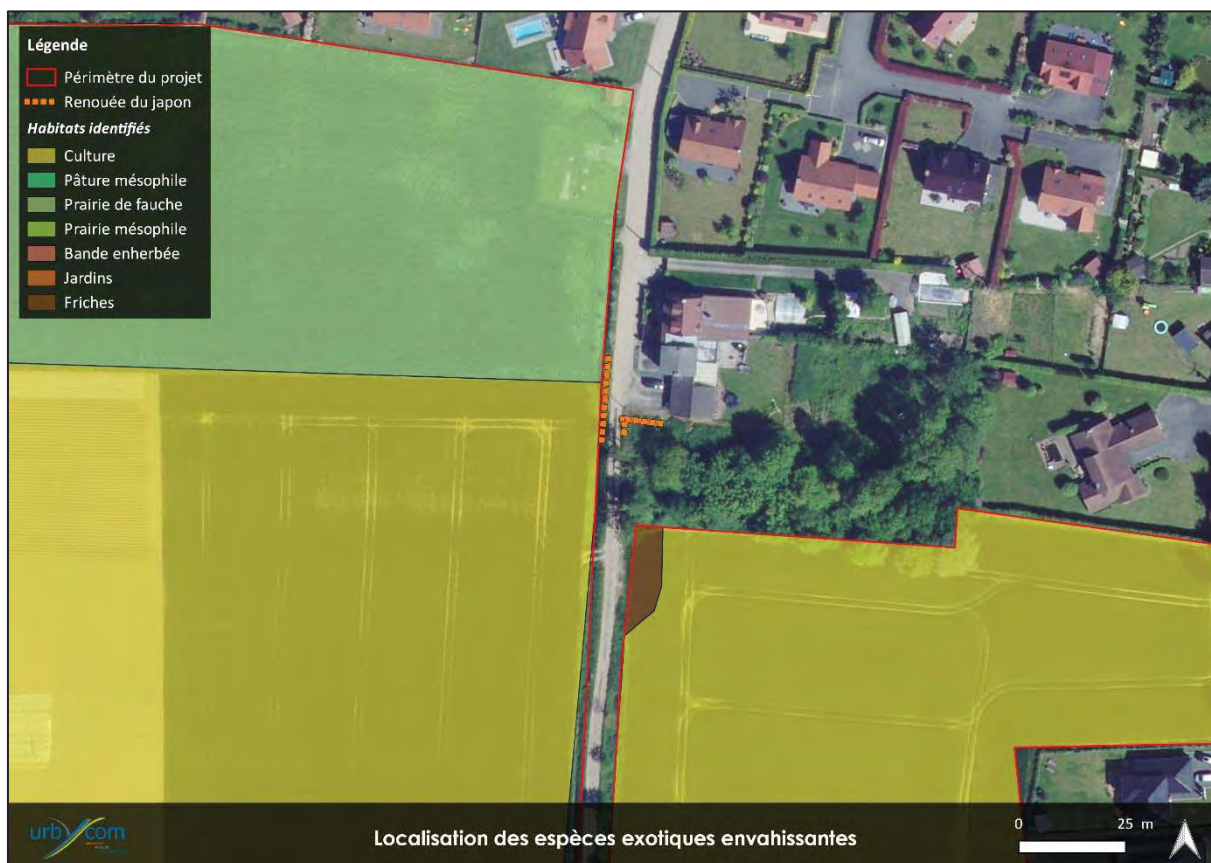 Légende
Périmètre du projet
Renouée du japon
Habitats identifiés
Culture
Pâture mésophile
Prairie de fauche
Prairie mésophile
Bande enherbée
Jardins
Friches
urbycom
Localisation des espèces exotiques envahissantes
0 25 m